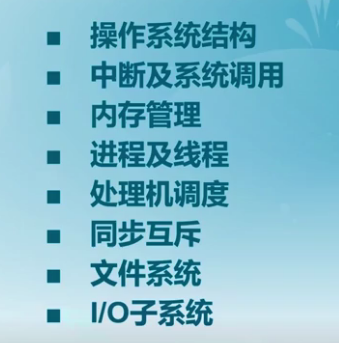 ■ 操作系统结构
■ 中断及系统调用
■ 内存管理
■ 进程及线程
■ 处理机调度
■ 同步互斥
■ 文件系统
■ I/O子系统